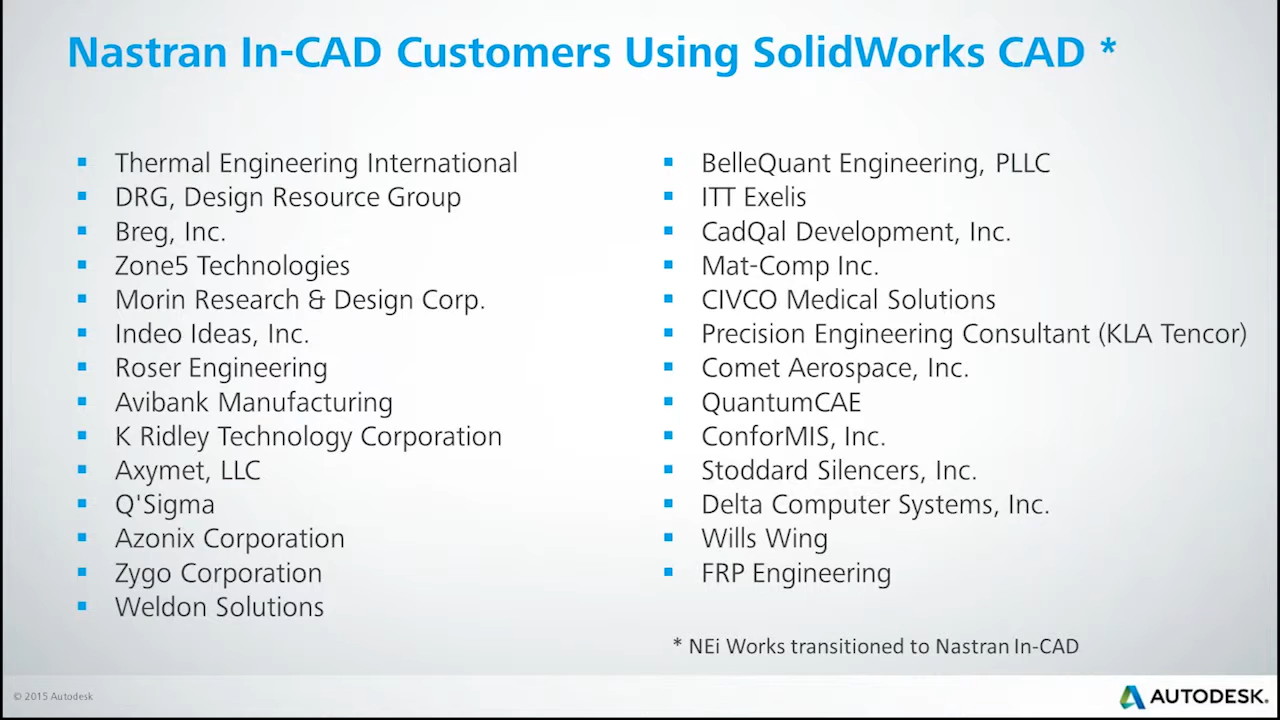 Nastran In-CAD Customers Using SolidWorks CAD *
▪ Thermal Engineering International
▪ DRG, Design Resource Group
▪ Breg, Inc.
▪ Zone5 Technologies
▪ Morin Research & Design Corp.
▪ Indeo Ideas, Inc.
▪ Roser Engineering
▪ Avibank Manufacturing
▪ K Ridley Technology Corporation
▪ Axymet, LLC
▪ Q'Sigma
▪ Azonix Corporation
▪ Zygo Corporation
▪ Weldon Solutions
▪ BelleQuant Engineering, PLLC
▪ ITT Exelis
▪ CadQal Development, Inc.
▪ Mat-Comp Inc.
▪ CIVCO Medical Solutions
▪ Precision Engineering Consultant (KLA Tencor)
▪ Comet Aerospace, Inc.
▪ QuantumCAE
▪ ConforMIS, Inc.
▪ Stoddard Silencers, Inc.
▪ Delta Computer Systems, Inc.
▪ Wills Wing
▪ FRP Engineering
* NEi Works transitioned to Nastran In-CAD
© 2015 Autodesk
AUTODESK.